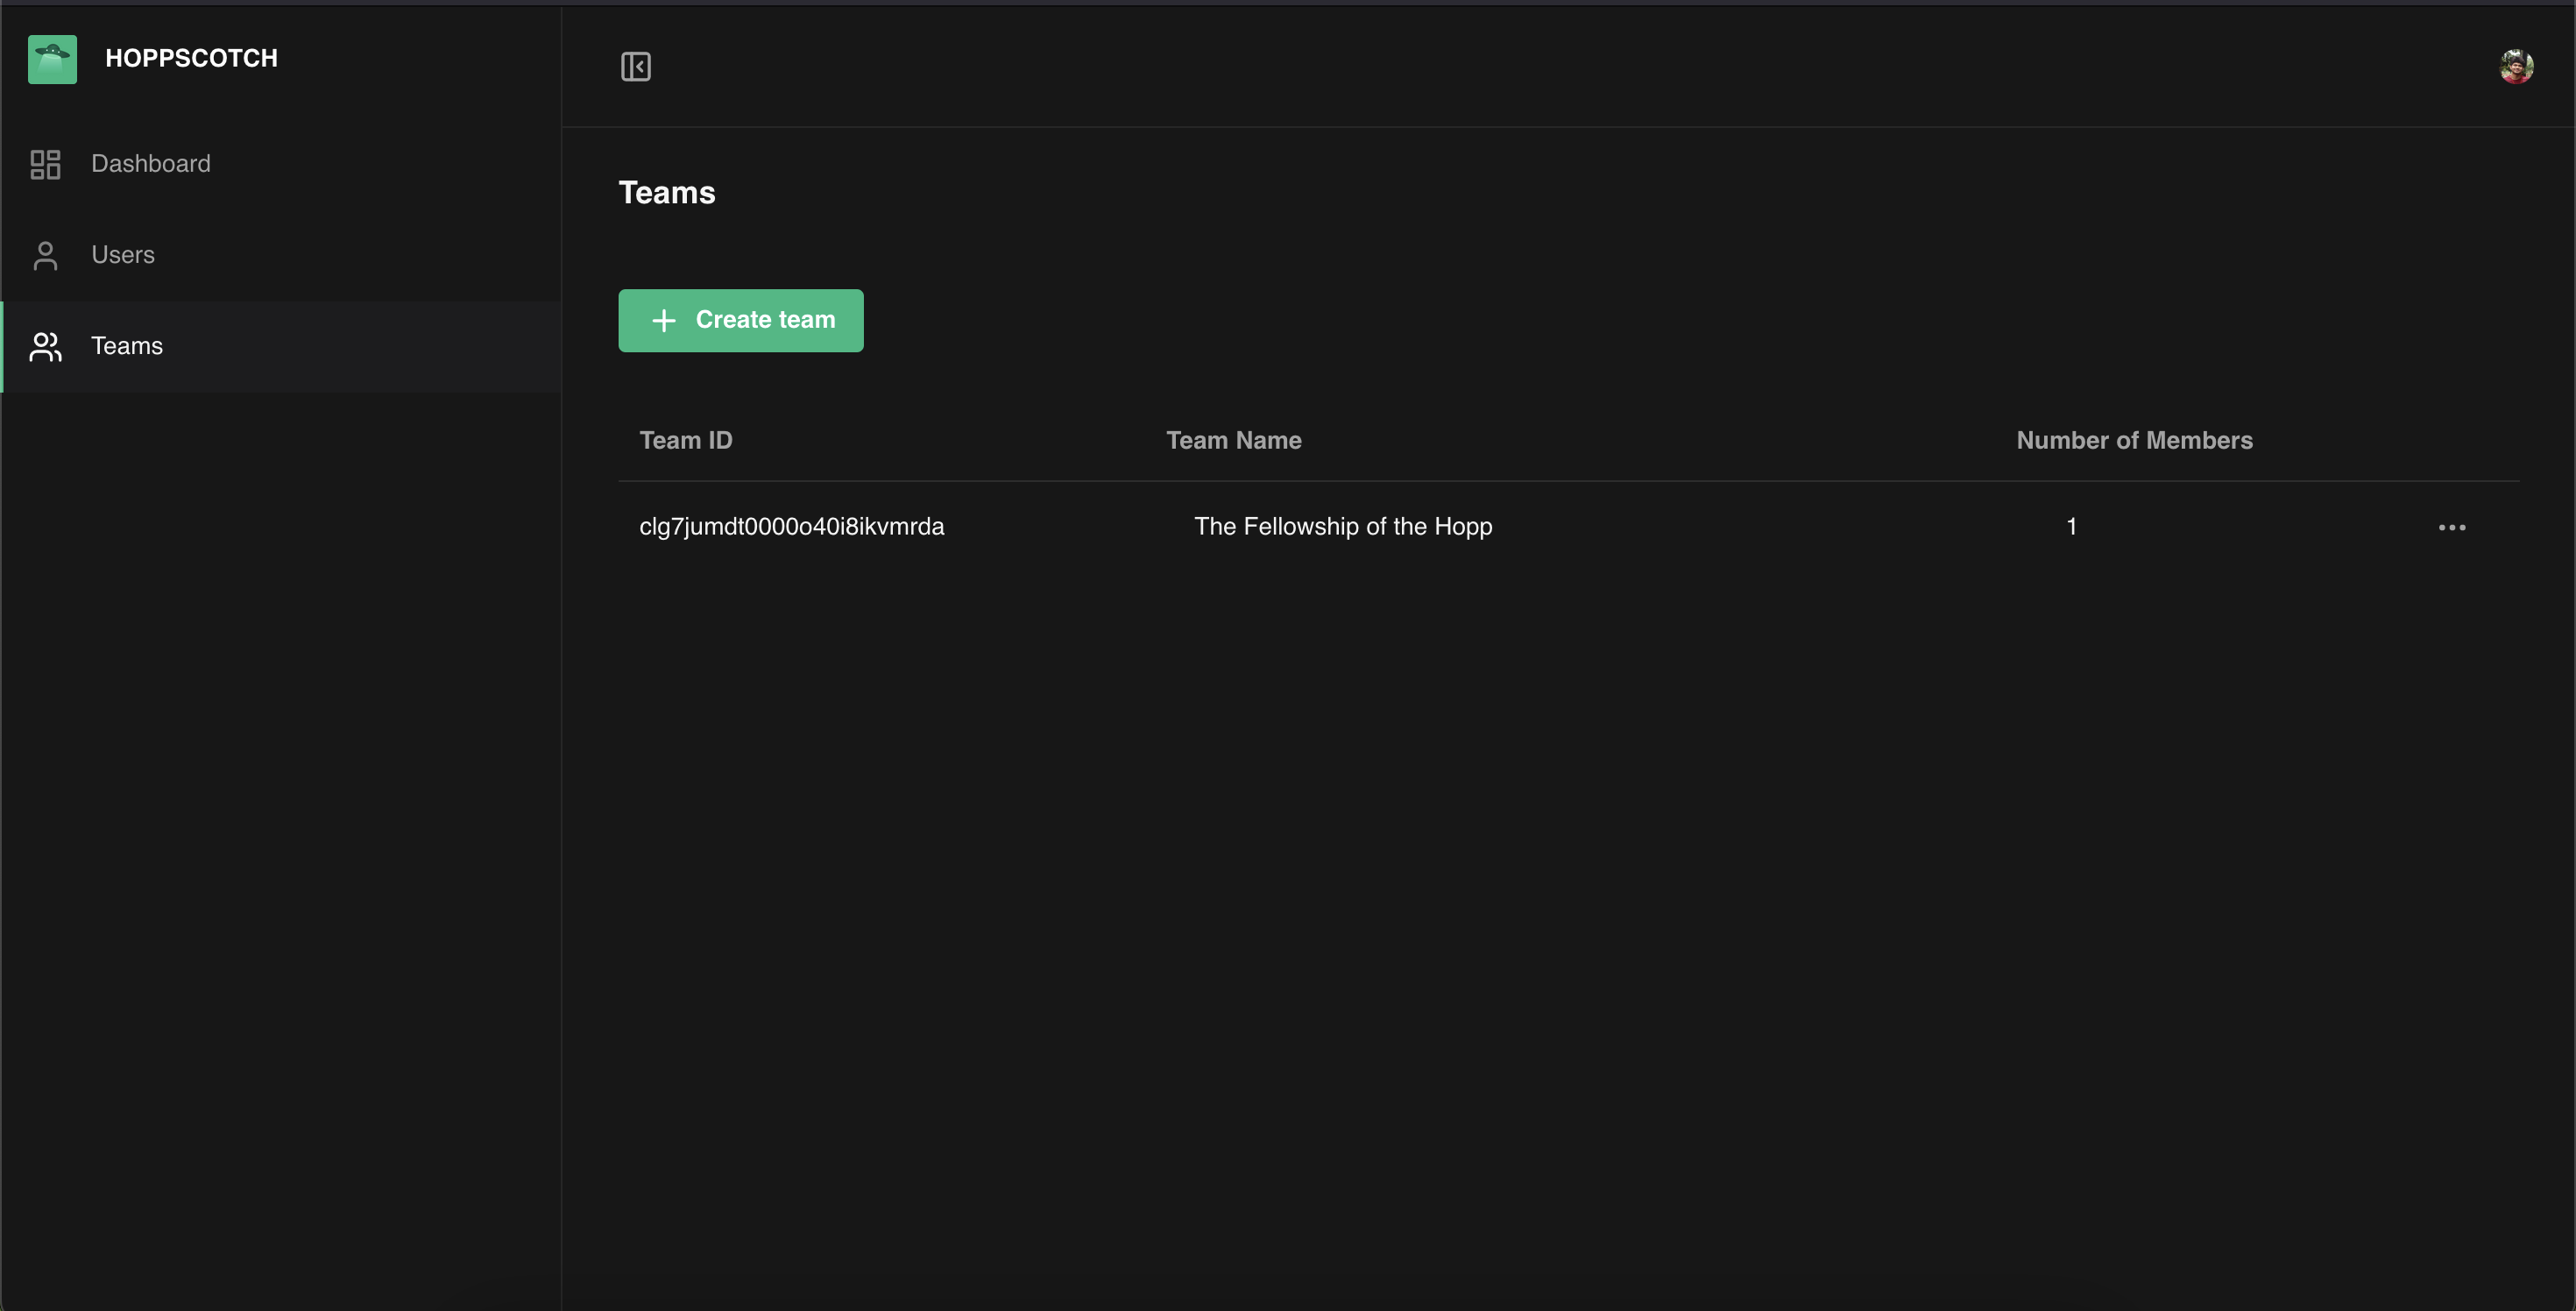 HOPPSCOTCH
Dashboard
Users
Teams
Teams
Create team
Team ID Team Name Number of Members
clg7jumdt0000o40i8ikvmrda The Fellowship of the Hopp 1